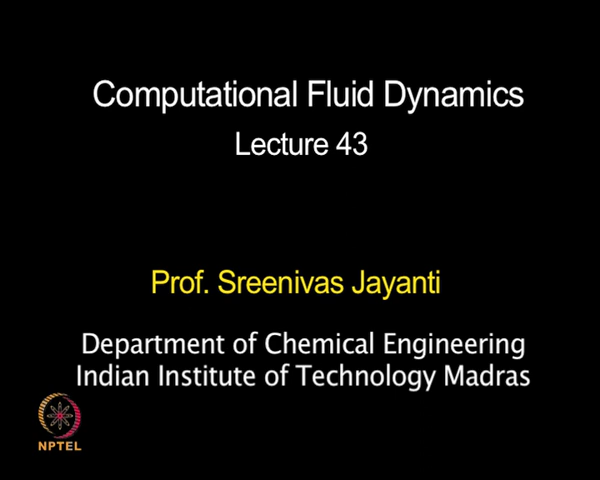 Computational Fluid Dynamics
Lecture 43
Prof. Sreenivas Jayanti
Department of Chemical Engineering
Indian Institute of Technology Madras
NPTEL